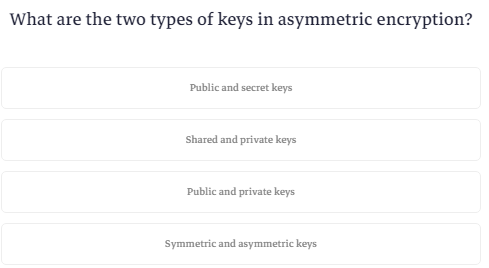 What are the two types of keys in asymmetric encryption?
Public and secret keys
Shared and private keys
Public and private keys
Symmetric and asymmetric keys